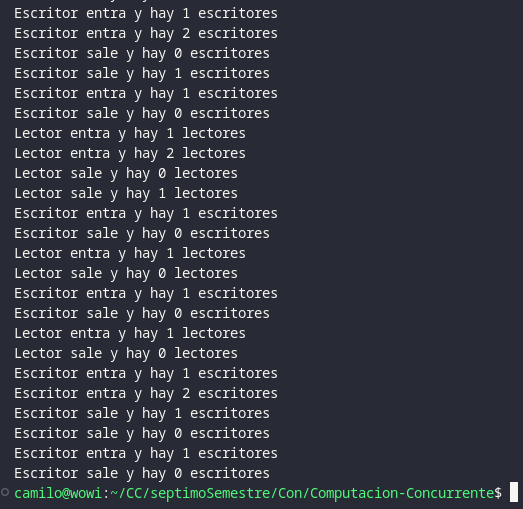 Escritor entra y hay 1 escritores
Escritor entra y hay 2 escritores
Escritor sale y hay 0 escritores
Escritor sale y hay 1 escritores
Escritor entra y hay 1 escritores
Escritor sale y hay 0 escritores
Lector entra y hay 1 lectores
Lector entra y hay 2 lectores
Lector sale y hay 0 lectores
Lector sale y hay 1 lectores
Escritor entra y hay 1 escritores
Escritor sale y hay 0 escritores
Lector entra y hay 1 lectores
Lector sale y hay 0 lectores
Escritor entra y hay 1 escritores
Escritor sale y hay 0 escritores
Lector entra y hay 1 lectores
Lector sale y hay 0 lectores
Escritor entra y hay 1 escritores
Escritor entra y hay 2 escritores
Escritor sale y hay 1 escritores
Escritor sale y hay 0 escritores
Escritor entra y hay 1 escritores
Escritor sale y hay 0 escritores
camilo@wowi:~/CC/septimoSemestre/Con/Computacion-Concurrente$